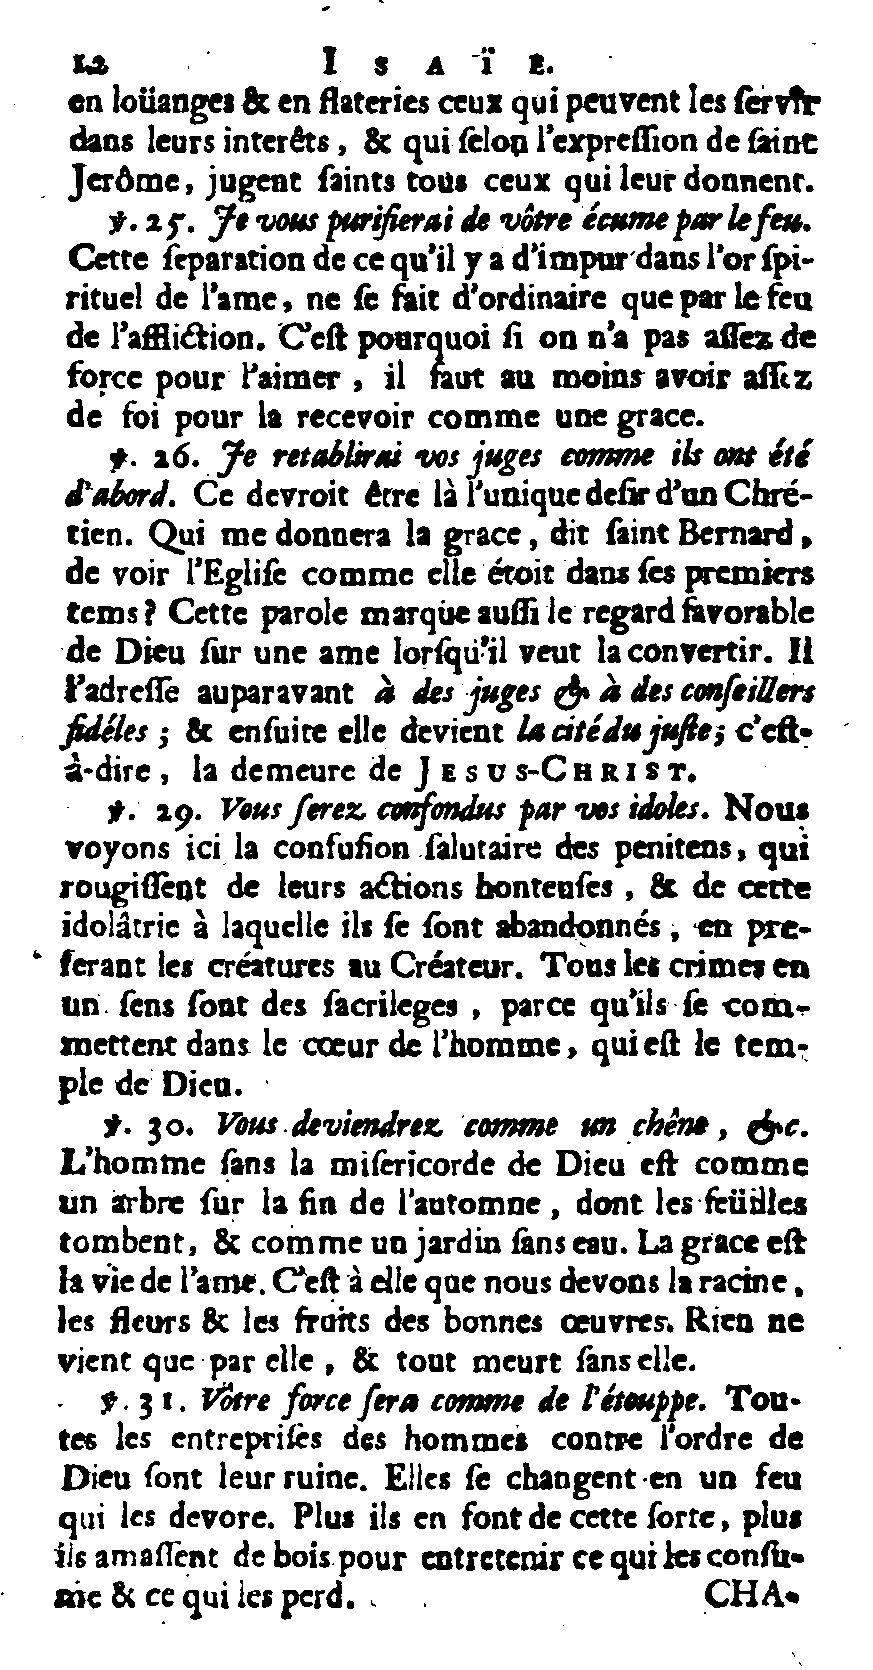 12 ISAÏE.
en loüanges & en flateries ceux qui peuvent les ſervir
dans leurs interêts, & qui ſelon l'expreſſion de ſaint
Jerôme, jugent ſaints tous ceux qui leur donnent.
℣. 25. Je vous purifierai de vôtre écume par le feu.
Cette ſeparation de ce qu'il y a d'impur dans l'or ſpi-
rituel de l'ame, ne ſe fait d'ordinaire que par le feu
de l'affliction. C'eſt pourquoi ſi on n'a pas aſſez de
force pour l'aimer, il faut au moins avoir aſſez
de foi pour la recevoir comme une grace.
℣. 26. Je retablirai vos juges comme ils ont été
d'abord. Ce devroit être là l'unique deſir d'un Chré-
tien. Qui me donnera la grace, dit ſaint Bernard,
de voir l'Egliſe comme elle étoit dans ſes premiers
tems? Cette parole marque auſſi le regard favorable
de Dieu ſur une ame lorſqu'il veut la convertir. Il
l'adreſſe auparavant à des juges & à des conſeillers
fidéles; & enſuite elle devient la cité du juſte; c'eſt-
à-dire, la demeure de JESUS-CHRIST.
℣. 29. Vous ſerez confondus par vos idoles. Nous
voyons ici la confuſion ſalutaire des penitens, qui
rougiſſent de leurs actions honteuſes, & de cette
idolâtrie à laquelle ils ſe ſont abandonnés, en pre-
ferant les créatures au Créateur. Tous les crimes en
un ſens ſont des ſacrileges, parce qu'ils ſe com-
mettent dans le cœur de l'homme, qui eſt le tem-
ple de Dieu.
℣. 30. Vous deviendrez comme un chêne, &c.
L'homme ſans la miſericorde de Dieu eſt comme
un arbre ſur la fin de l'automne, dont les feüilles
tombent, & comme un jardin ſans eau. La grace eſt
la vie de l'ame. C'eſt à elle que nous devons la racine,
les fleurs & les fruits des bonnes œuvres. Rien ne
vient que par elle, & tout meurt ſans elle.
℣. 31. Vôtre force ſera comme de l'étouppe. Tou-
tes les entrepriſes des hommes contre l'ordre de
Dieu ſont leur ruine. Elles ſe changent en un feu
qui les devore. Plus ils en font de cette ſorte, plus
ils amaſſent de bois pour entretenir ce qui les conſu-
me & ce qui les perd. CHA-